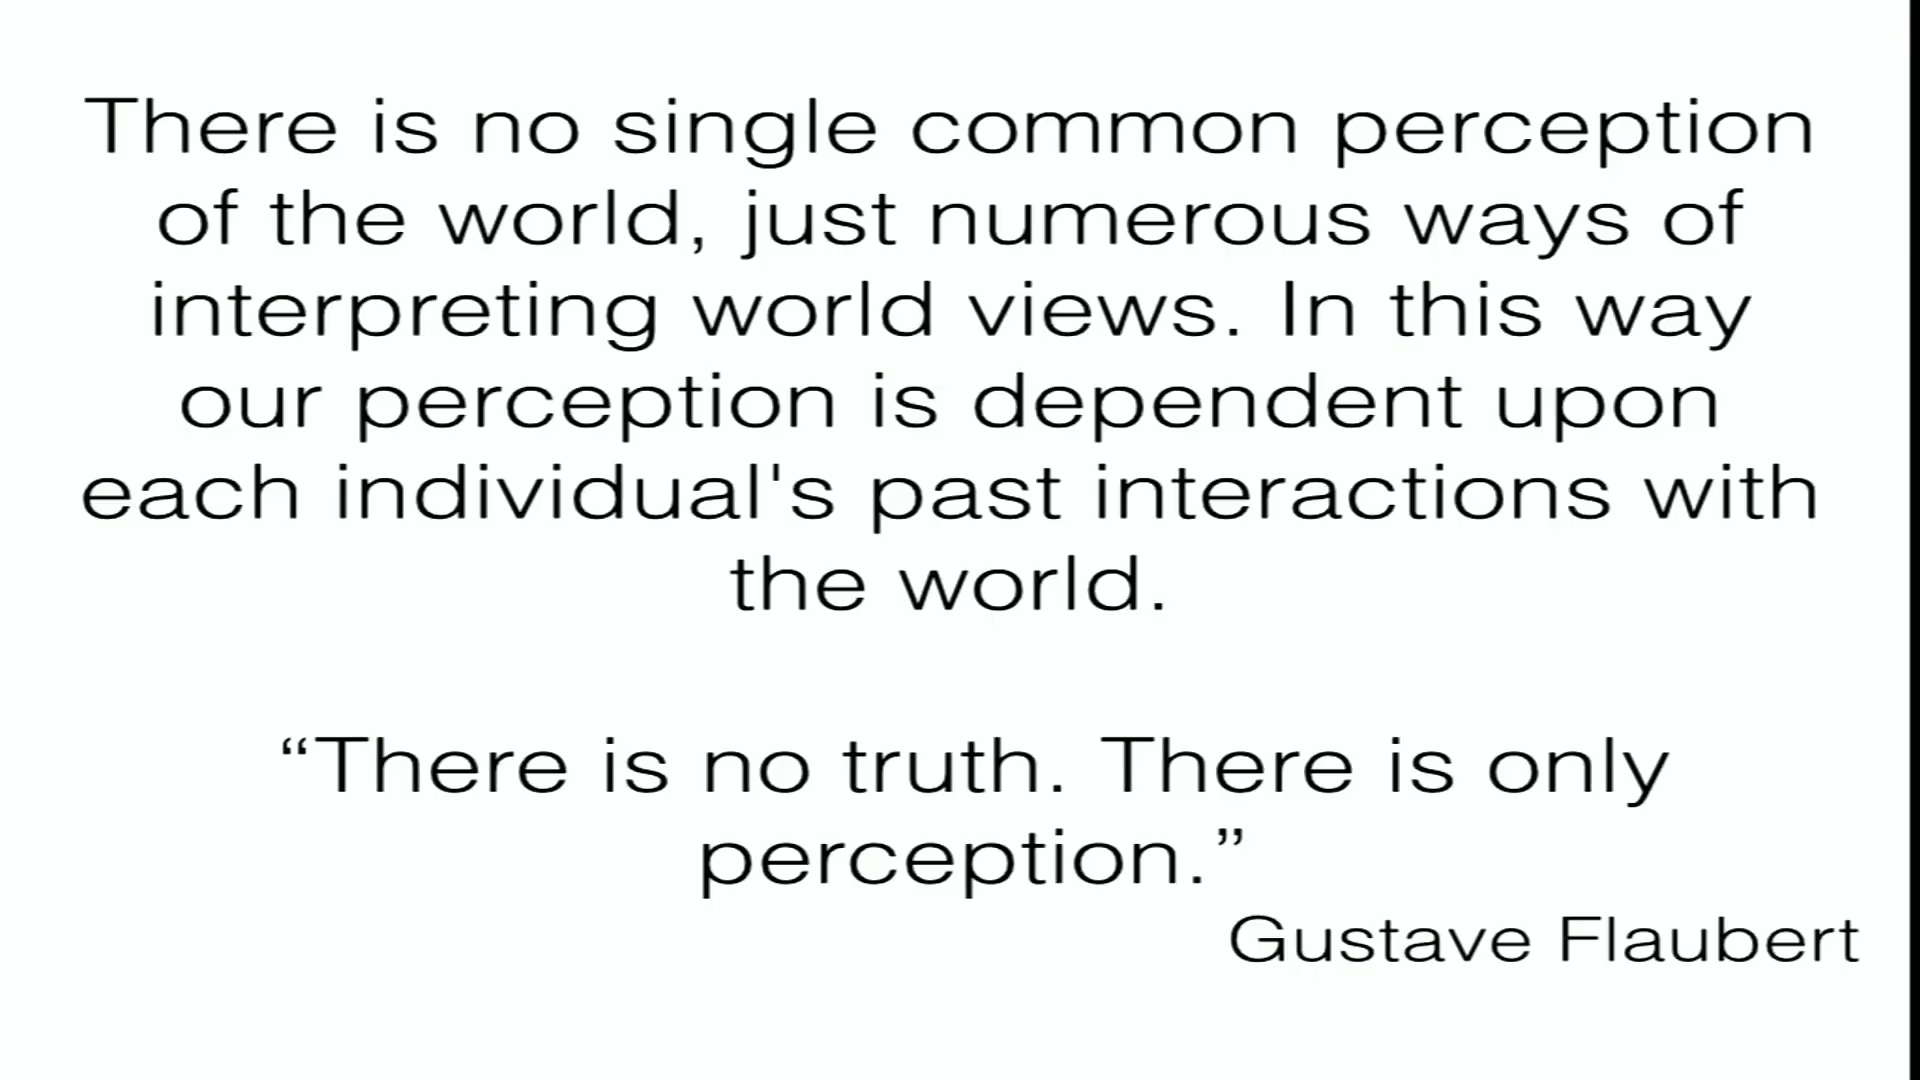 There is no single common perception
of the world, just numerous ways of
interpreting world views. In this way
our perception is dependent upon
each individual's past interactions with
the world.
“There is no truth. There is only
perception.”
Gustave Flaubert